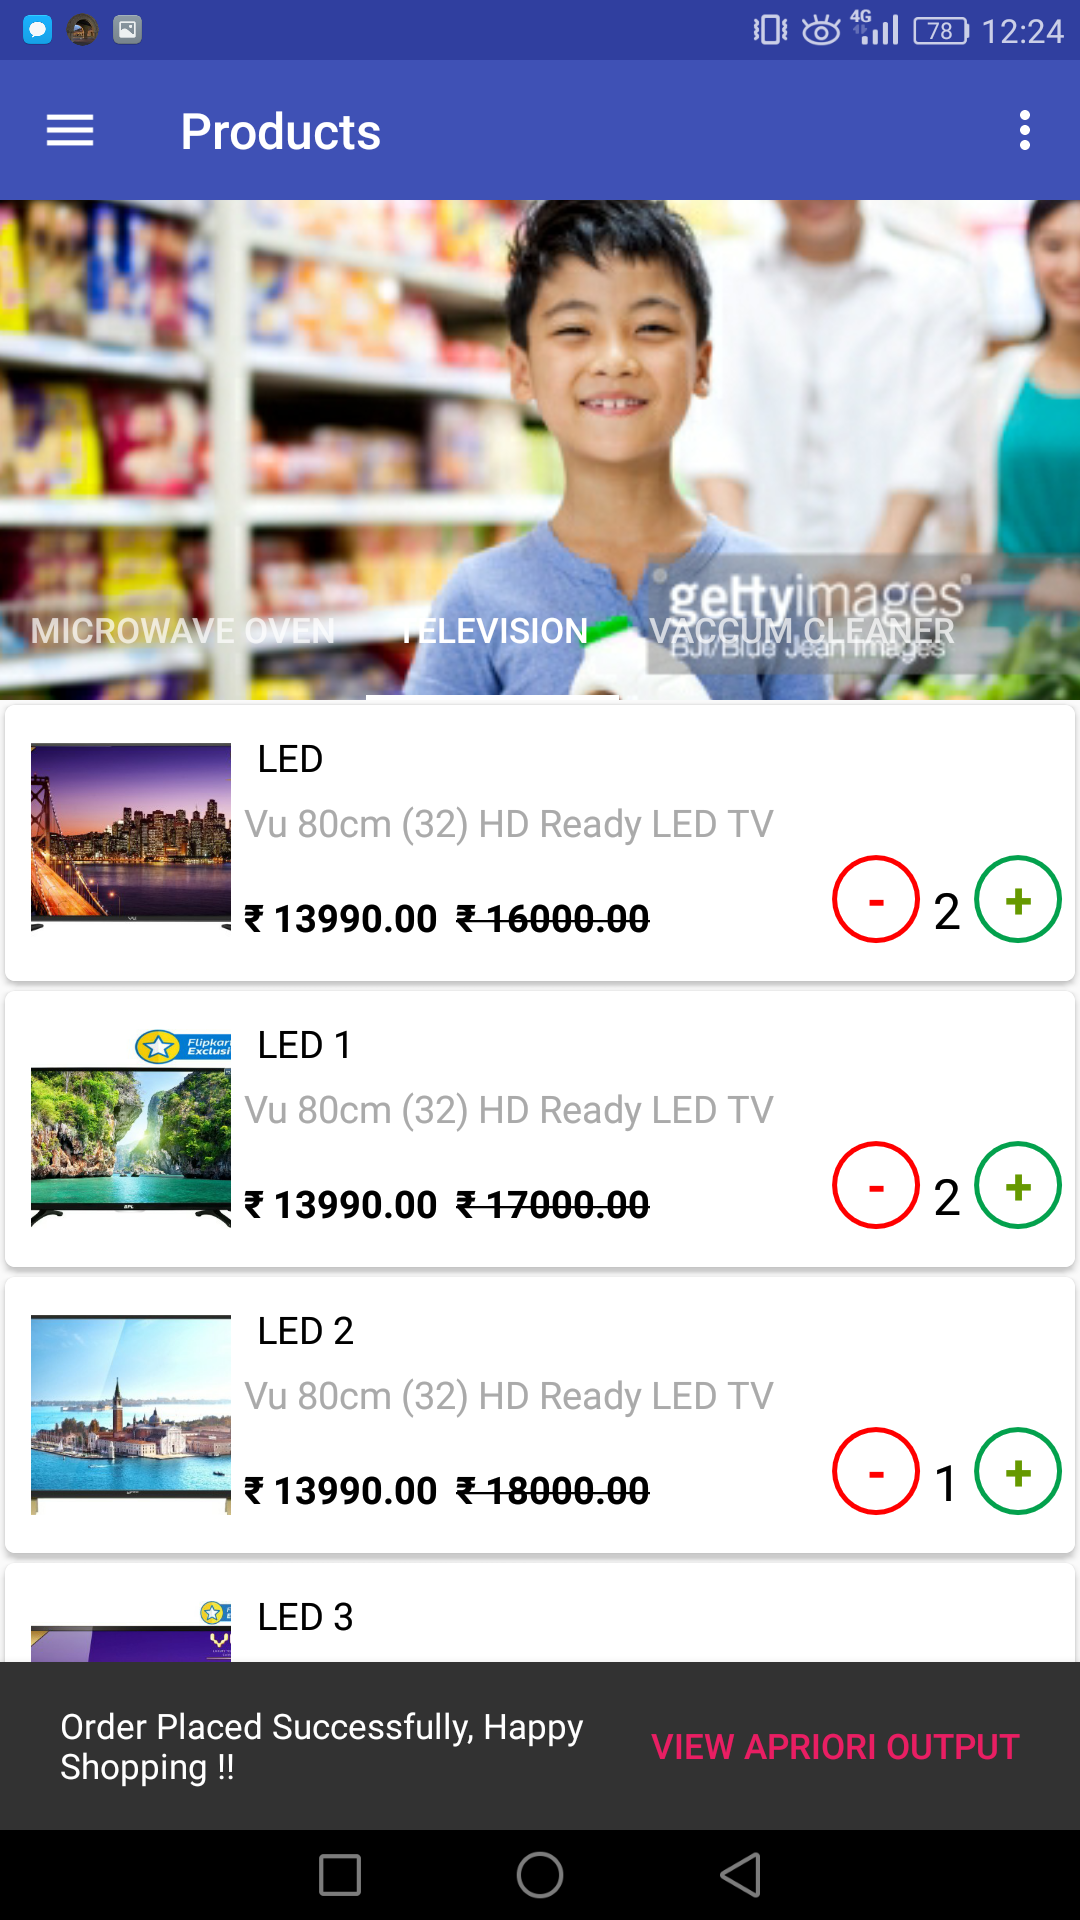 4G 78 12:24
Products
gettyimages®
BJI/Blue Jean Images
MICROWAVE OVEN TELEVISION VACCUM CLEANER
LED
Vu 80cm (32) HD Ready LED TV
₹ 13990.00 ₹ 16000.00 - 2 +
Flipkart
Exclusi
LED 1
Vu 80cm (32) HD Ready LED TV
₹ 13990.00 ₹ 17000.00 - 2 +
LED 2
Vu 80cm (32) HD Ready LED TV
₹ 13990.00 ₹ 18000.00 - 1 +
LED 3
Order Placed Successfully, Happy
Shopping !!
VIEW APRIORI OUTPUT